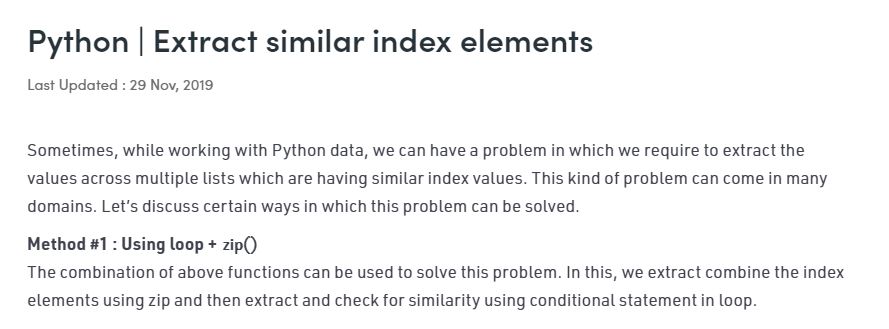 Python | Extract similar index elements
Last Updated : 29 Nov, 2019
Sometimes, while working with Python data, we can have a problem in which we require to extract the
values across multiple lists which are having similar index values. This kind of problem can come in many
domains. Let’s discuss certain ways in which this problem can be solved.
Method #1 : Using loop + zip()
The combination of above functions can be used to solve this problem. In this, we extract combine the index
elements using zip and then extract and check for similarity using conditional statement in loop.